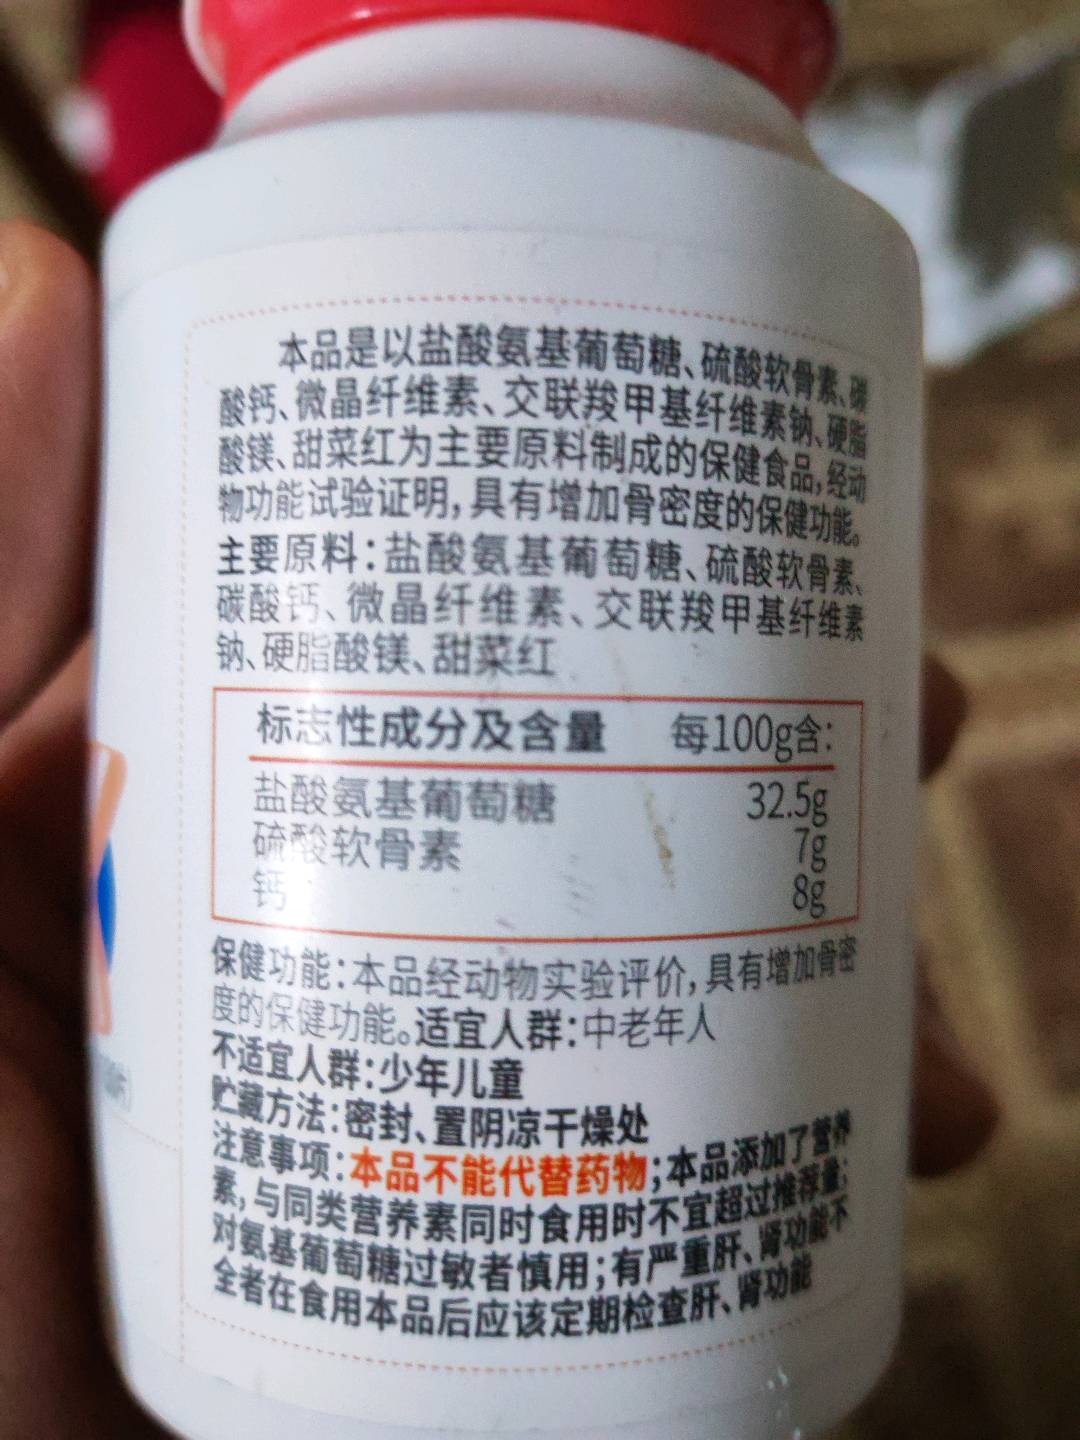 本品是以盐酸氨基葡萄糖、硫酸软骨素、碳
酸钙、微晶纤维素、交联羧甲基纤维素钠、硬脂
酸镁、甜菜红为主要原料制成的保健食品,经动
物功能试验证明,具有增加骨密度的保健功能。
主要原料:盐酸氨基葡萄糖、硫酸软骨素、
碳酸钙、微晶纤维素、交联羧甲基纤维素
钠、硬脂酸镁、甜菜红
标志性成分及含量 每100g含:
盐酸氨基葡萄糖 32.5g
硫酸软骨素 7g
钙 8g
保健功能:本品经动物实验评价,具有增加骨密
度的保健功能。适宜人群:中老年人
不适宜人群:少年儿童
贮藏方法:密封、置阴凉干燥处
注意事项:本品不能代替药物;本品添加了营养
素,与同类营养素同时食用时不宜超过推荐量;
对氨基葡萄糖过敏者慎用;有严重肝、肾功能不
全者在食用本品后应该定期检查肝、肾功能